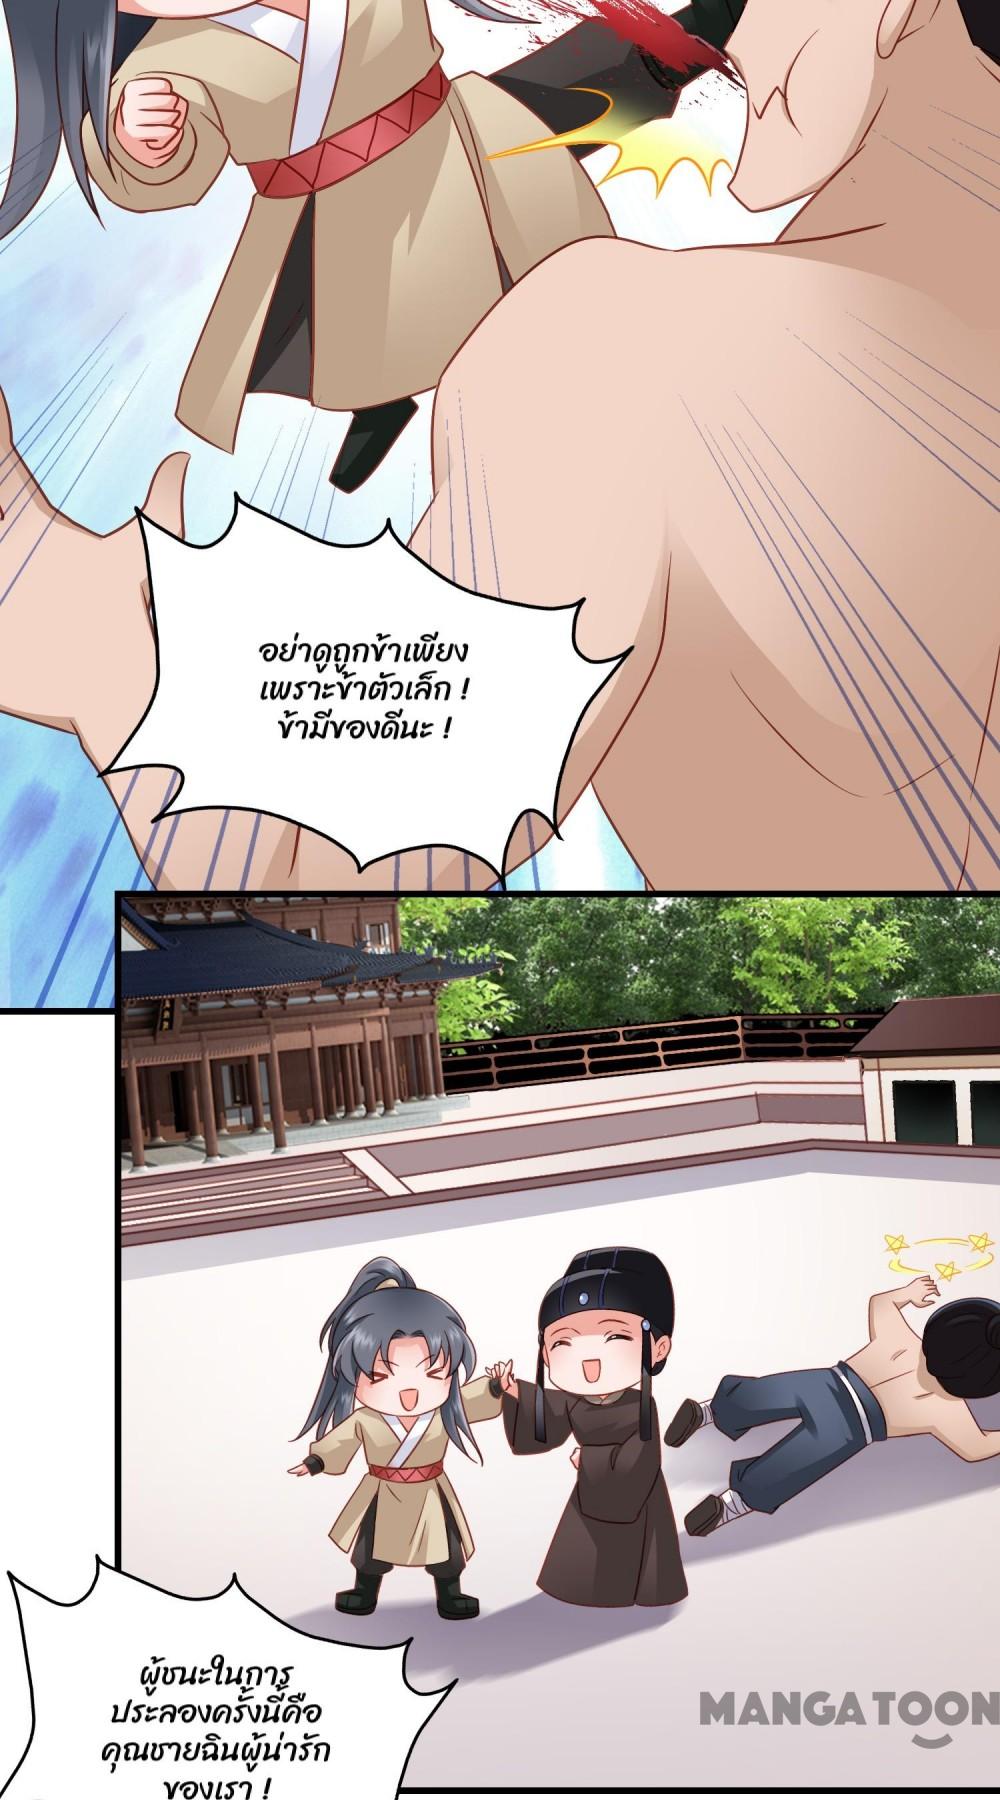 อย่าดูถูกข้าเพียง
เพราะข้าตัวเล็ก !
ข้ามีของดีนะ !
ผู้ชนะในการ
ประลองครั้งนี้คือ
คุณชายฉินผู้น่ารัก
ของเรา !
MANGATOON